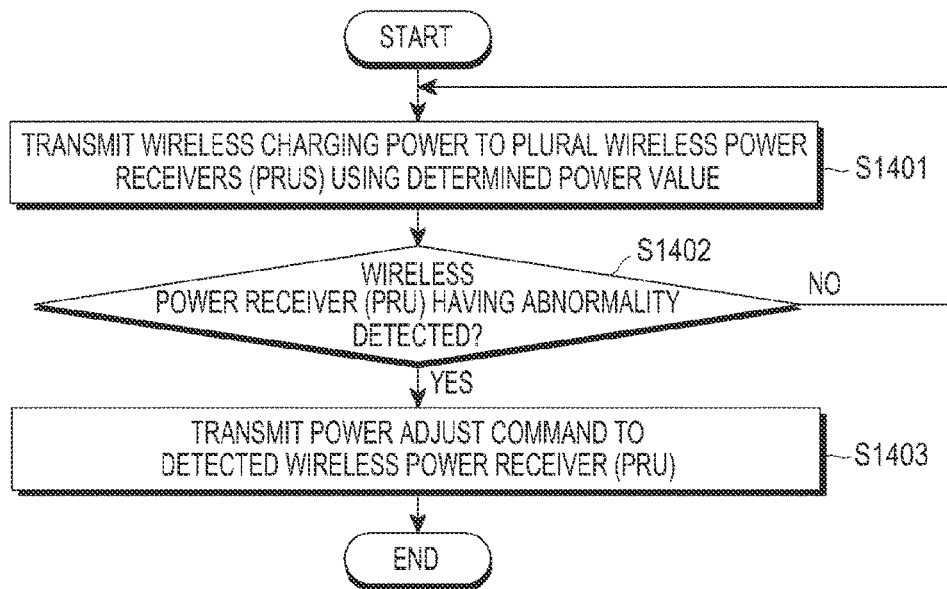 START
TRANSMIT WIRELESS CHARGING POWER TO PLURAL WIRELESS POWER
RECEIVERS (PRUS) USING DETERMINED POWER VALUE
S1401
S1402
WIRELESS
POWER RECEIVER (PRU) HAVING ABNORMALITY
DETECTED?
NO
YES
TRANSMIT POWER ADJUST COMMAND TO
DETECTED WIRELESS POWER RECEIVER (PRU)
S1403
END